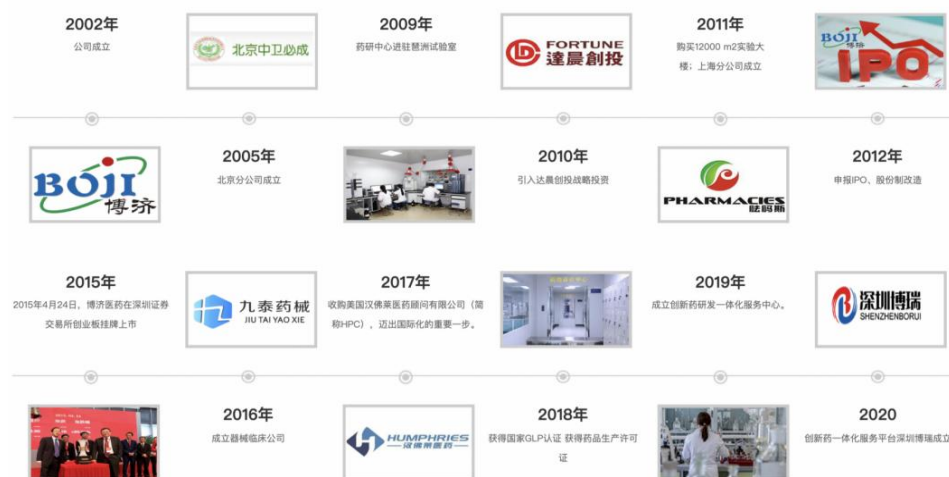 2002年
公司成立
北京中卫必成
2009年
药研中心进驻琶洲试验室
FORTUNE
達晨創投
2011年
购买12000 m2实验大
楼；上海分公司成立
BOJI
博济
IPO
BOJI
博济
2005年
北京分公司成立
2010年
引入达晨创投战略投资
PHARMACIES
砝码斯
2012年
申报IPO、股份制改造
2015年
2015年4月24日，博济医药在深圳证券
交易所创业板挂牌上市
九泰药械
JIU TAI YAO XIE
2017年
收购美国汉佛莱医药顾问有限公司（简
称HPC），迈出国际化的重要一步。
2019年
成立创新药研发一体化服务中心。
深圳博瑞
SHENZHENBORUI
2016年
成立器械临床公司
HUMPHRIES
汉佛莱医药
2018年
获得国家GLP认证 获得药品生产许可
证
2020
创新药一体化服务平台深圳博瑞成立